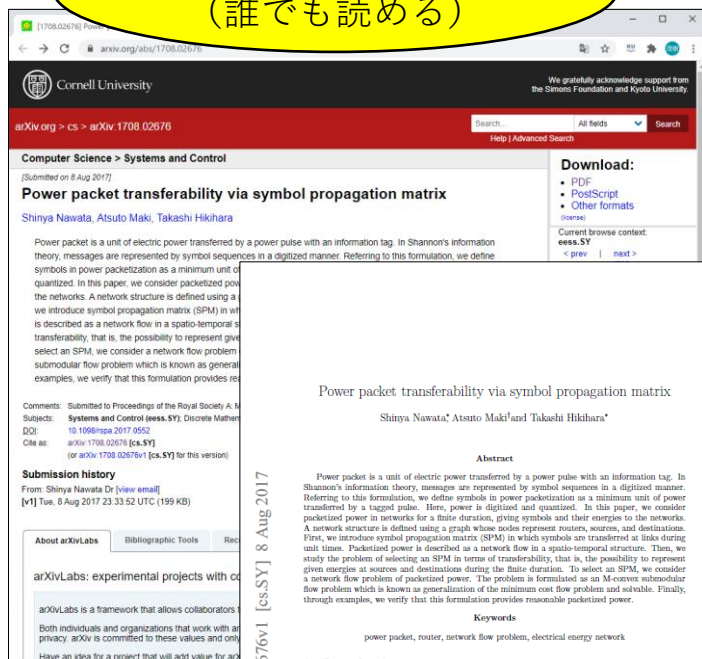 （誰でも読める）
[1708.02676] Power p
arxiv.org/abs/1708.02676
Cornell University
We gratefully acknowledge support from
the Simons Foundation and Kyoto University.
arXiv.org > cs > arXiv:1708.02676
Search...
All fields
Search
Help | Advanced Search
Computer Science > Systems and Control
[Submitted on 8 Aug 2017]
Power packet transferability via symbol propagation matrix
Shinya Nawata, Atsuto Maki, Takashi Hikihara
Power packet is a unit of electric power transferred by a power pulse with an information tag. In Shannon's information
theory, messages are represented by symbol sequences in a digitized manner. Referring to this formulation, we define
symbols in power packetization as a minimum unit of
quantized. In this paper, we consider packetized pow
the networks. A network structure is defined using a
we introduce symbol propagation matrix (SPM) in wh
is described as a network flow in a spatio-temporal s
transferability, that is, the possibility to represent give
select an SPM, we consider a network flow problem
submodular flow problem which is known as general
examples, we verify that this formulation provides rea
Comments: Submitted to Proceedings of the Royal Society A: M
Subjects: Systems and Control (eess.SY); Discrete Mathem
DOI: 10.1098/rspa.2017.0552
Cite as: arXiv:1708.02676 [cs.SY]
(or arXiv:1708.02676v1 [cs.SY] for this version)
Submission history
From: Shinya Nawata Dr [view email]
[v1] Tue, 8 Aug 2017 23:33:52 UTC (199 KB)
About arXivLabs
Bibliographic Tools
Rec
arXivLabs: experimental projects with co
arXivLabs is a framework that allows collaborators t
Both individuals and organizations that work with ar
privacy. arXiv is committed to these values and only
Have an idea for a project that will add value for arX
Download:
• PDF
• PostScript
• Other formats
(license)
Current browse context:
eess.SY
< prev | next >
Power packet transferability via symbol propagation matrix
Shinya Nawata*, Atsuto Maki†and Takashi Hikihara*
Abstract
Power packet is a unit of electric power transferred by a power pulse with an information tag. In
Shannon's information theory, messages are represented by symbol sequences in a digitized manner.
Referring to this formulation, we define symbols in power packetization as a minimum unit of power
transferred by a tagged pulse. Here, power is digitized and quantized. In this paper, we consider
packetized power in networks for a finite duration, giving symbols and their energies to the networks.
A network structure is defined using a graph whose nodes represent routers, sources, and destinations.
First, we introduce symbol propagation matrix (SPM) in which symbols are transferred at links during
unit times. Packetized power is described as a network flow in a spatio-temporal structure. Then, we
study the problem of selecting an SPM in terms of transferability, that is, the possibility to represent
given energies at sources and destinations during the finite duration. To select an SPM, we consider
a network flow problem of packetized power. The problem is formulated as an M-convex submodular
flow problem which is known as generalization of the minimum cost flow problem and solvable. Finally,
through examples, we verify that this formulation provides reasonable packetized power.
Keywords
power packet, router, network flow problem, electrical energy network
676v1 [cs.SY] 8 Aug 2017